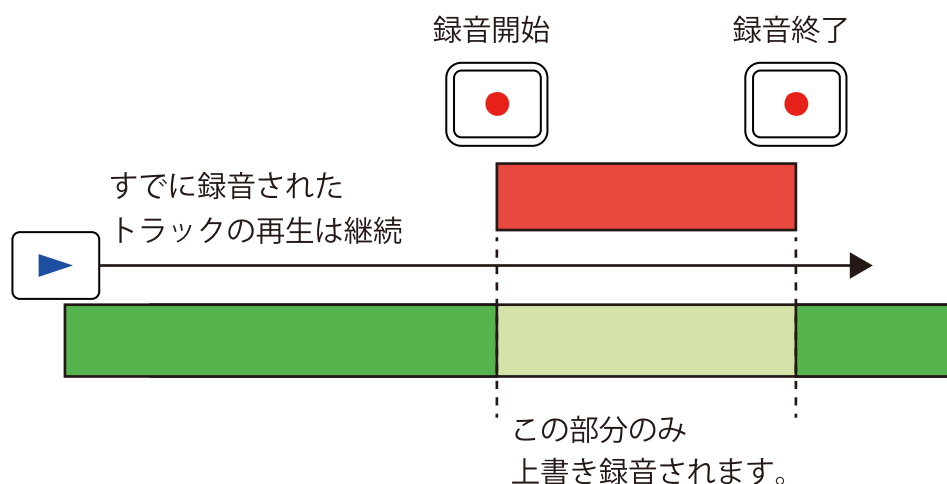 録音開始
録音終了
すでに録音された
トラックの再生は継続
この部分のみ
上書き録音されます。